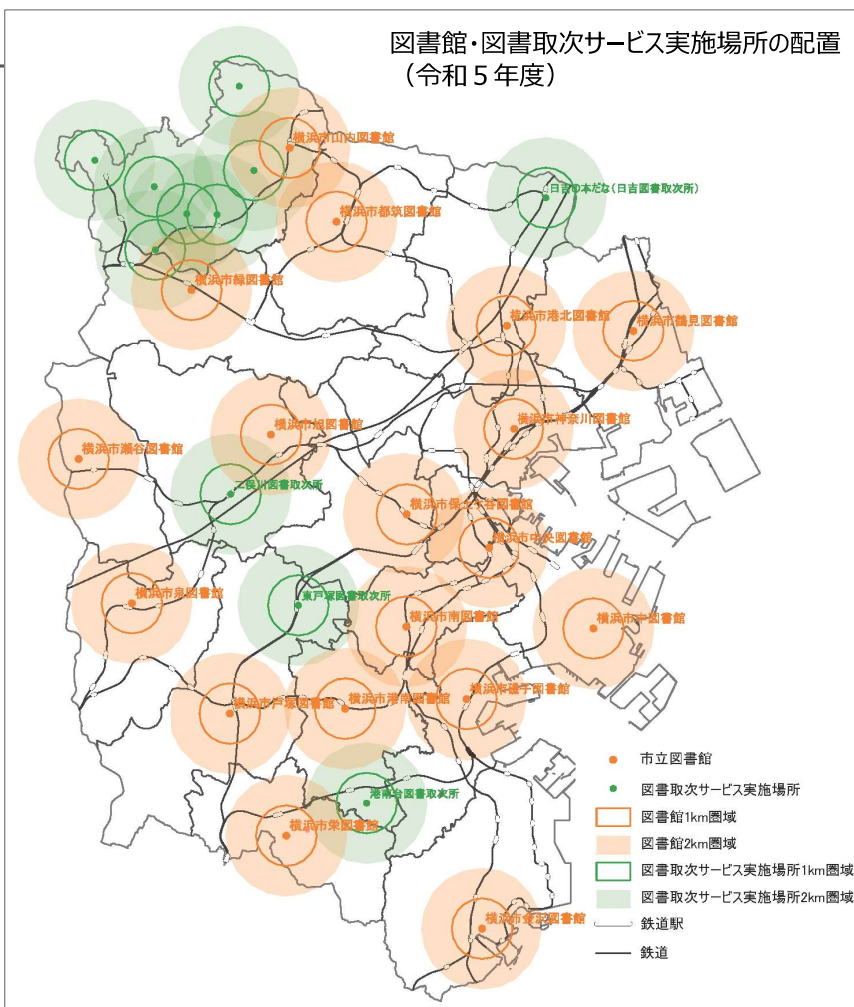 図書館・図書取次サービス実施場所の配置
（令和５年度）
横浜市山内図書館
日吉の本だな(日吉図書取次所)
横浜市都筑図書館
横浜市緑図書館
横浜市港北図書館
横浜市鶴見図書館
横浜市神奈川図書館
横浜市旭図書館
横浜市瀬谷図書館
二俣川図書取次所
横浜市保土ケ谷図書館
横浜市中央図書館
横浜市泉図書館
東戸塚図書取次所
横浜市南図書館
横浜市中図書館
横浜市港南図書館
横浜市磯子図書館
横浜市戸塚図書館
港南台図書取次所
横浜市栄図書館
横浜市金沢図書館
市立図書館
図書取次サービス実施場所
図書館1km圏域
図書館2km圏域
図書取次サービス実施場所1km圏域
図書取次サービス実施場所2km圏域
鉄道駅
鉄道